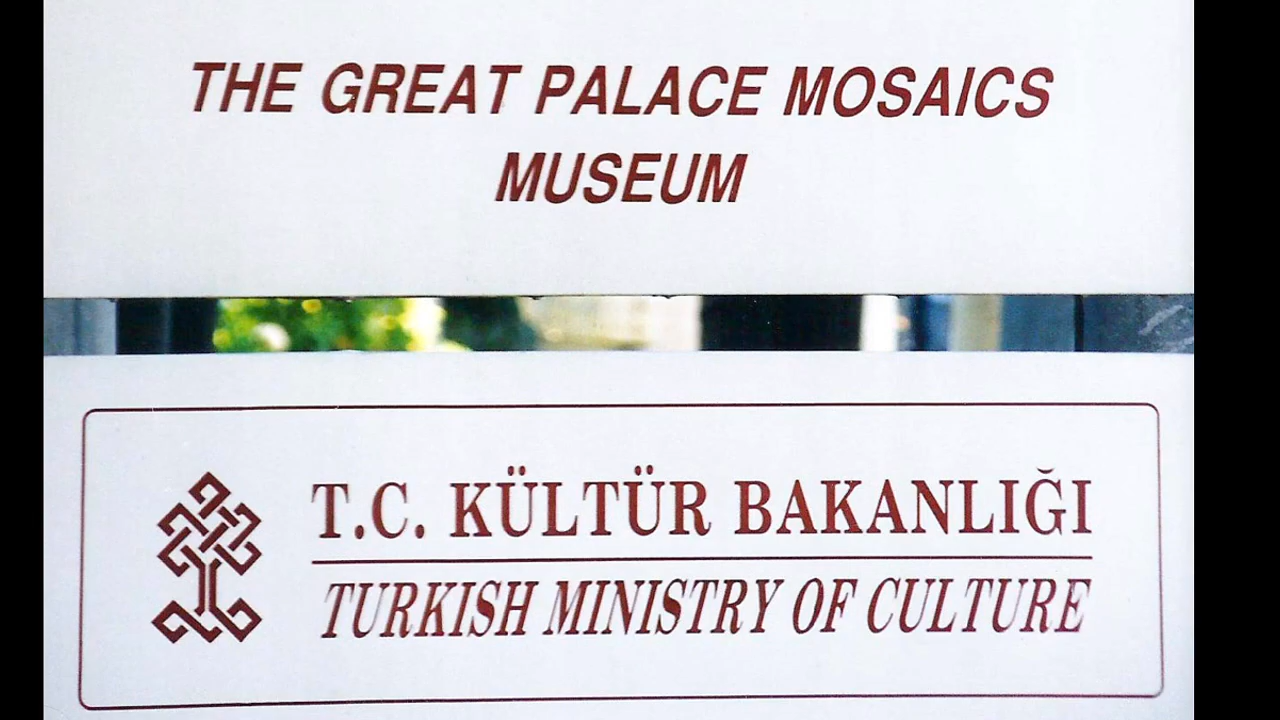 THE GREAT PALACE MOSAICS
MUSEUM
T.C. KÜLTÜR BAKANLIĞI
TURKISH MINISTRY OF CULTURE